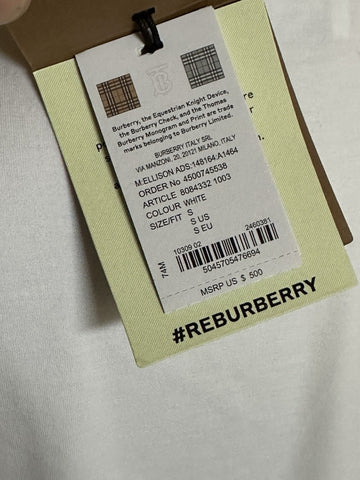 Burberry, the Equestrian Knight Device,
the Burberry Check, and the Thomas
Burberry Monogram and Print are trade
marks belonging to Burberry Limited.
BURBERRY ITALY SRL
VIA MANZONI, 20, 20121 MILANO, ITALY
M:ELLISON ADS:148164:A1464
ORDER No 4500745538
ARTICLE 8084332 1003
COLOUR WHITE
SIZE/FIT S
S US
S EU
74M
10309 02 2460381
5045705476694
MSRP US $ 500
#REBURBERRY